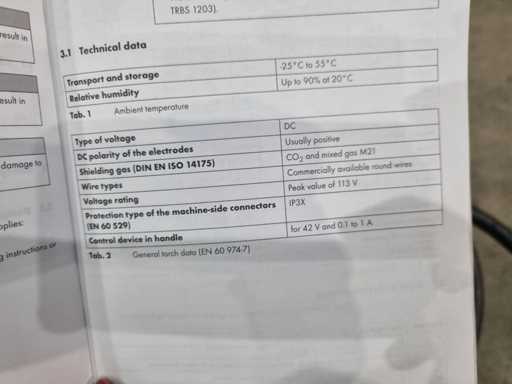 TRBS 1203).
result in
esult in
damage to
pplies:
g instructions or
3.1 Technical data
Transport and storage -25°C to 55°C
Relative humidity Up to 90% at 20°C
Tab. 1 Ambient temperature
Type of voltage DC
DC polarity of the electrodes Usually positive
Shielding gas (DIN EN ISO 14175) CO₂ and mixed gas M21
Wire types Commercially available round wires
Voltage rating Peak value of 113 V
Protection type of the machine-side connectors IP3X
(EN 60 529)
Control device in handle for 42 V and 0.1 to 1 A
Tab. 2 General torch data (EN 60 974-7)